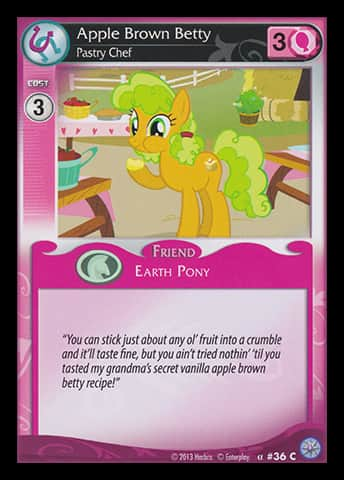 Apple Brown Betty
Pastry Chef
3
COST
3
FRIEND
EARTH PONY
“You can stick just about any ol’ fruit into a crumble
and it’ll taste fine, but you ain’t tried nothin’ ‘til you
tasted my grandma’s secret vanilla apple brown
betty recipe!”
© 2013 Hasbro. © Enterplay. α #36 C